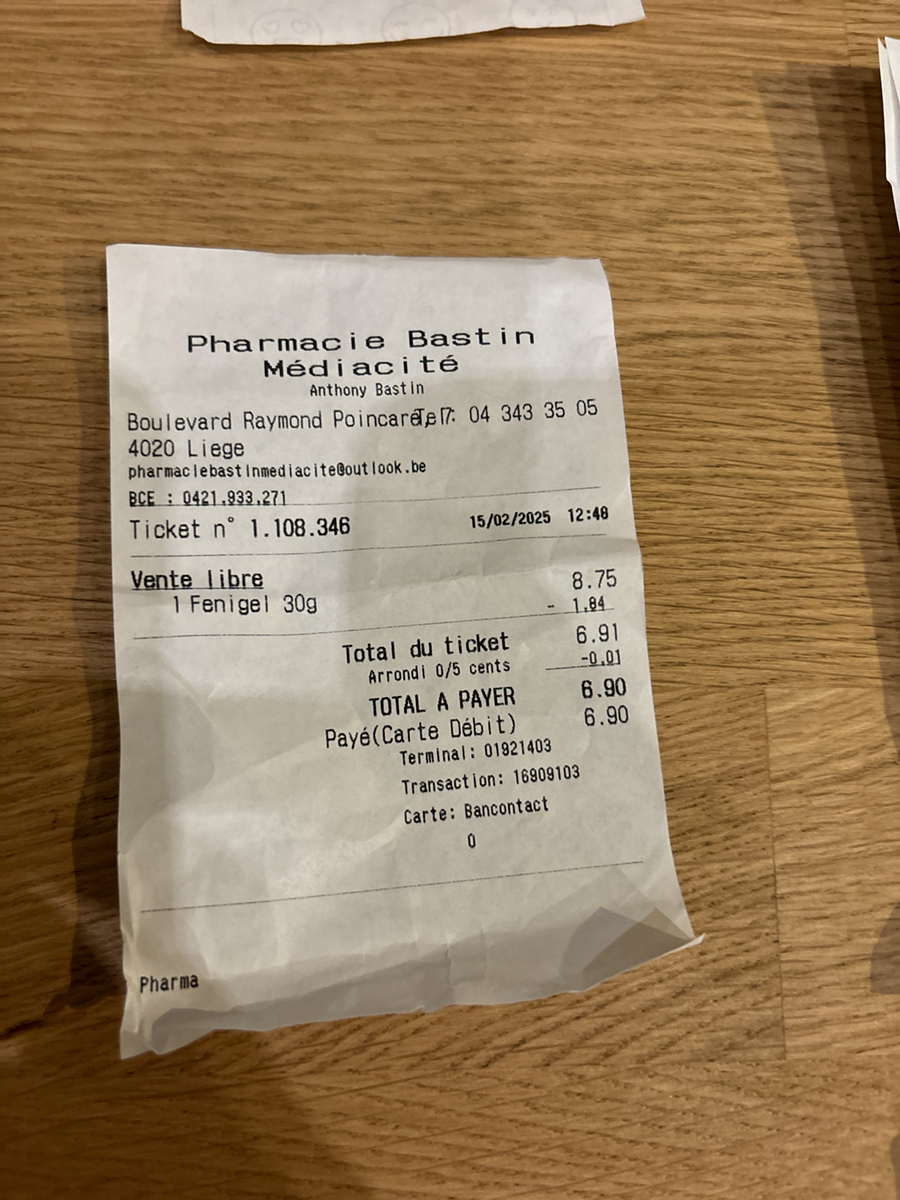 Pharmacie Bastin
Médiacité
Anthony Bastin
Boulevard Raymond Poincaré, 7 Tel : 04 343 35 05
4020 Liege
pharmaciebastinmediacite@outlook.be
BCE : 0421.933.271
Ticket n° 1.108.346 15/02/2025 12:48
Vente libre 8.75
1 Fenigel 30g - 1.84
Total du ticket 6.91
Arrondi 0/5 cents -0.01
TOTAL A PAYER 6.90
Payé(Carte Débit) 6.90
Terminal: 01921403
Transaction: 16909103
Carte: Bancontact
0
Pharma